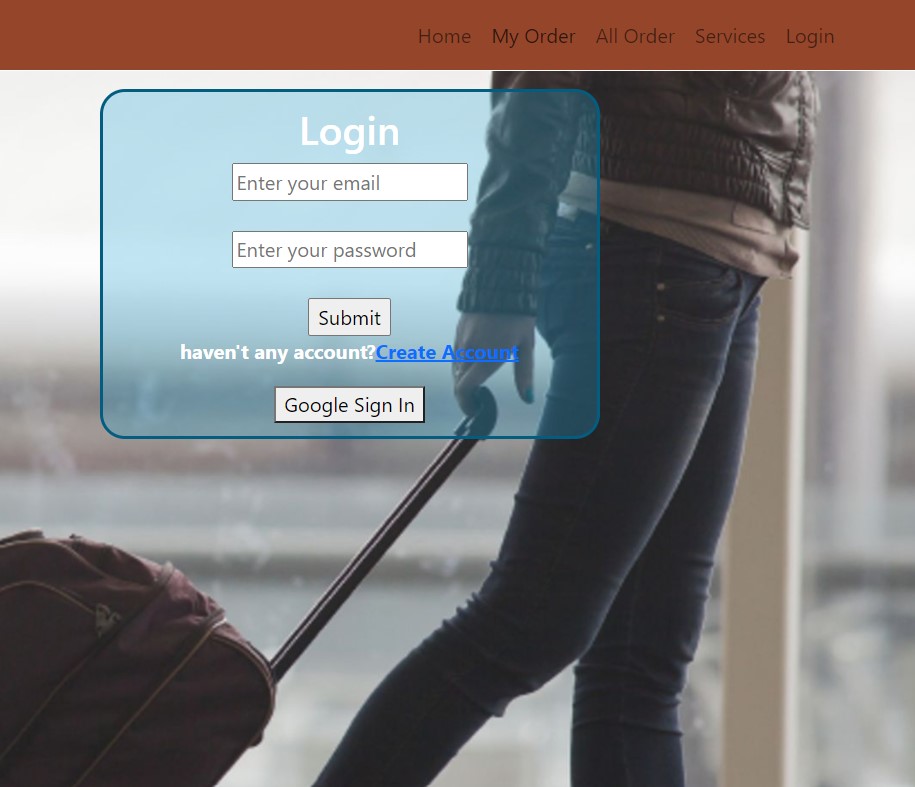 Home My Order All Order Services Login
Login
Enter your email
Enter your password
Submit
haven't any account?Create Account
Google Sign In